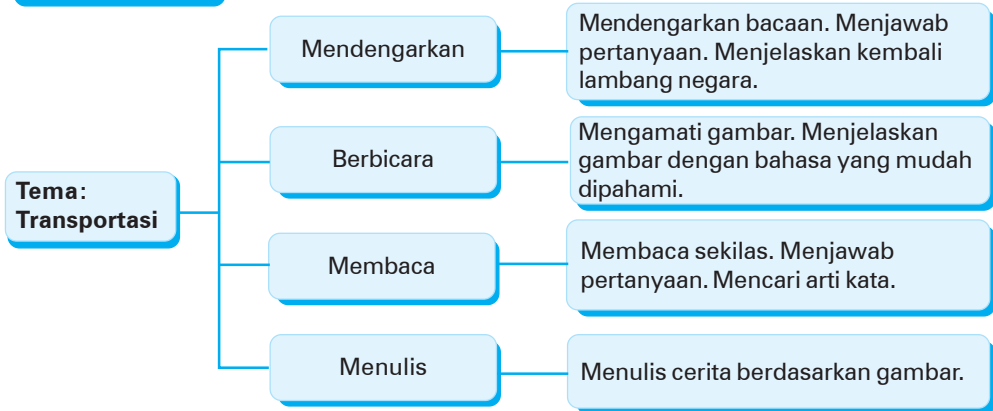 Mendengarkan
Mendengarkan bacaan. Menjawab
pertanyaan. Menjelaskan kembali
lambang negara.
Berbicara
Mengamati gambar. Menjelaskan
gambar dengan bahasa yang mudah
dipahami.
Tema:
Transportasi
Membaca
Membaca sekilas. Menjawab
pertanyaan. Mencari arti kata.
Menulis
Menulis cerita berdasarkan gambar.